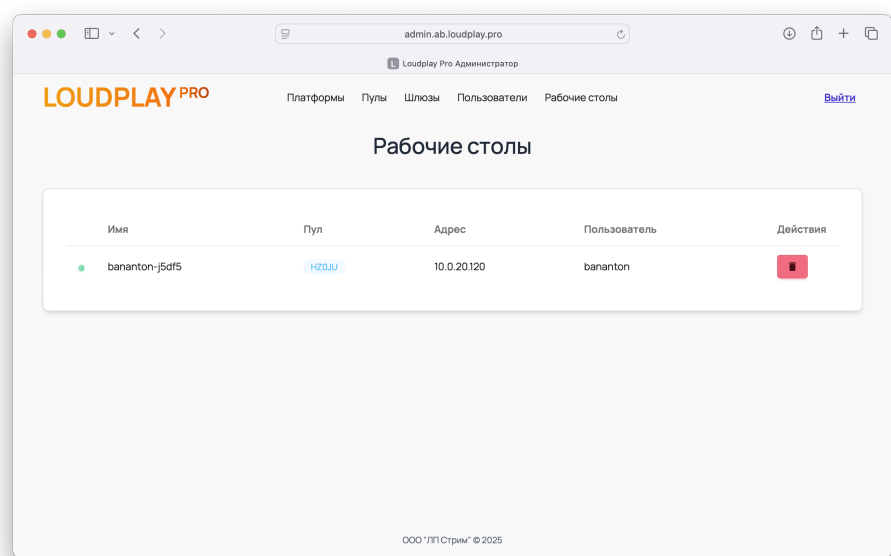 admin.ab.loudplay.pro
L Loudplay Pro Администратор
LOUDPLAY PRO Платформы Пулы Шлюзы Пользователи Рабочие столы Выйти
Рабочие столы
Имя Пул Адрес Пользователь Действия
bananton-j5df5 HZ0JU 10.0.20.120 bananton
ООО "ЛП Стрим" © 2025